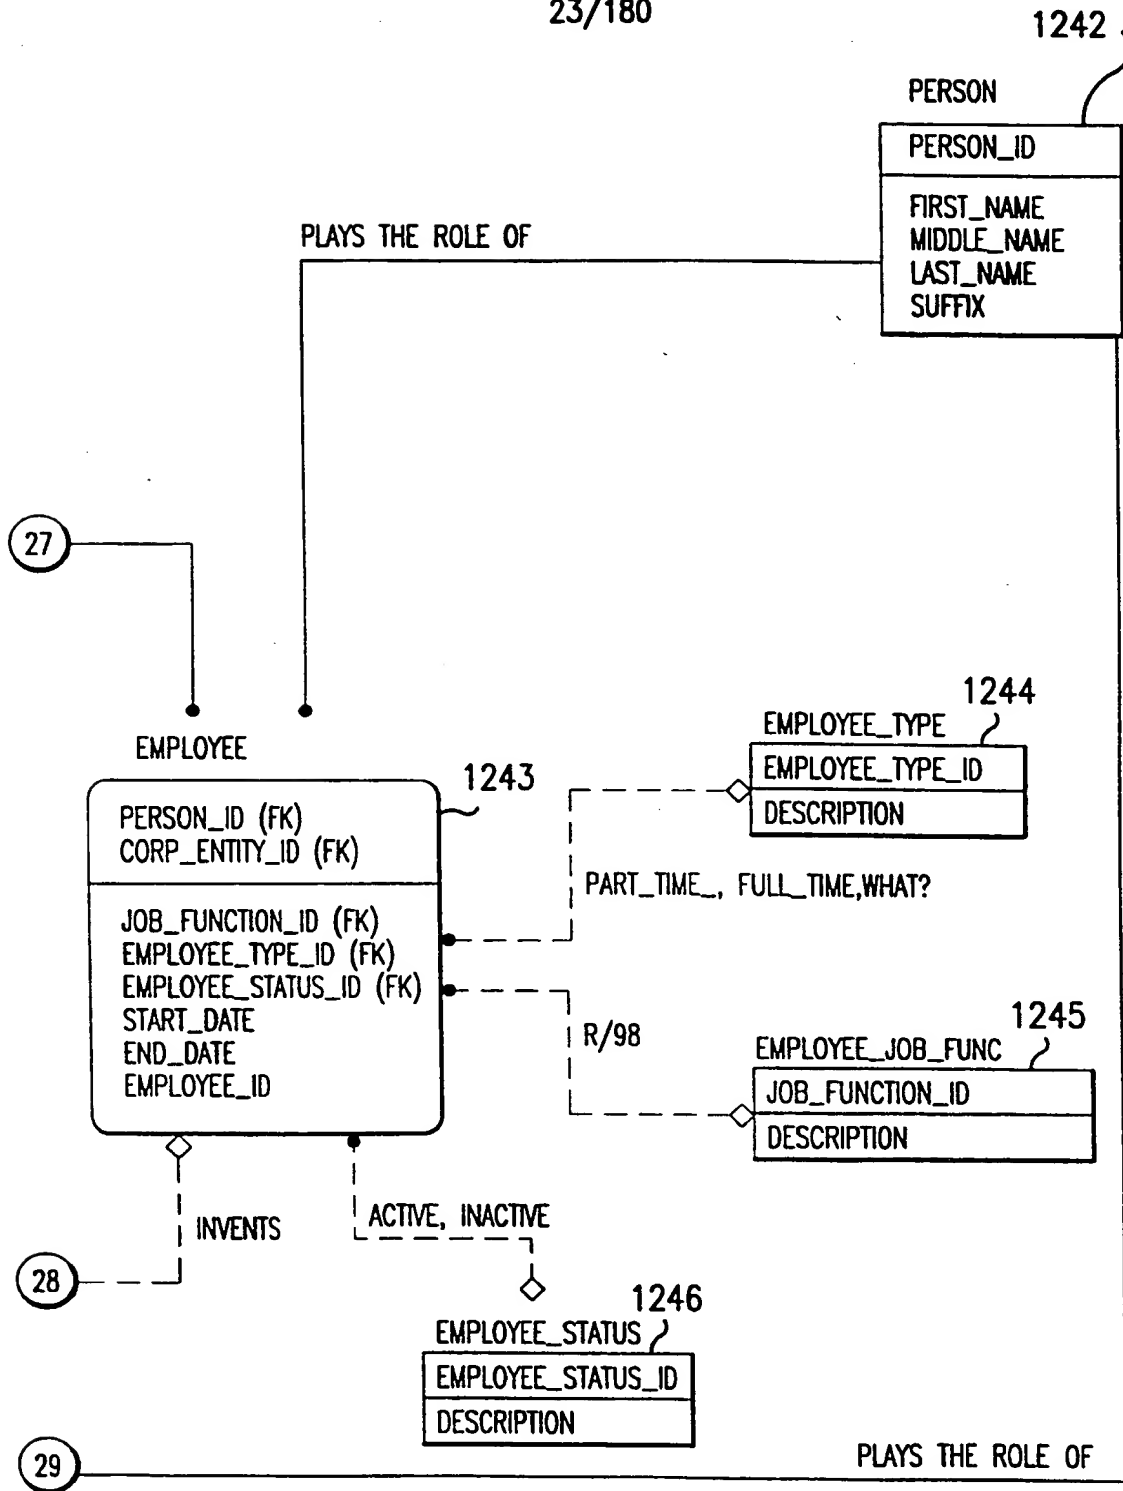 23/180
1242
PERSON
PERSON_ID
FIRST_NAME
MIDDLE_NAME
LAST_NAME
SUFFIX
PLAYS THE ROLE OF
27
EMPLOYEE
1243
PERSON_ID (FK)
CORP_ENTITY_ID (FK)
JOB_FUNCTION_ID (FK)
EMPLOYEE_TYPE_ID (FK)
EMPLOYEE_STATUS_ID (FK)
START_DATE
END_DATE
EMPLOYEE_ID
1244
EMPLOYEE_TYPE
EMPLOYEE_TYPE_ID
DESCRIPTION
PART_TIME_, FULL_TIME,WHAT?
R/98
1245
EMPLOYEE_JOB_FUNC
JOB_FUNCTION_ID
DESCRIPTION
INVENTS
ACTIVE, INACTIVE
28
1246
EMPLOYEE_STATUS
EMPLOYEE_STATUS_ID
DESCRIPTION
29
PLAYS THE ROLE OF